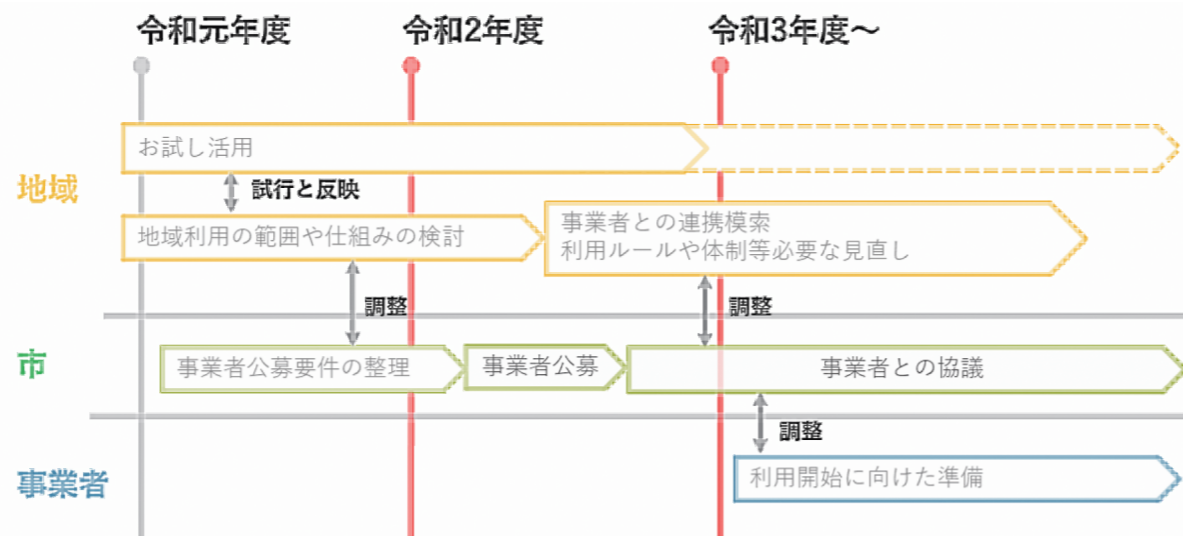 令和元年度
令和2年度
令和3年度～
お試し活用
地域
試行と反映
地域利用の範囲や仕組みの検討
事業者との連携模索
利用ルールや体制等必要な見直し
調整
調整
市
事業者公募要件の整理
事業者公募
事業者との協議
調整
事業者
利用開始に向けた準備